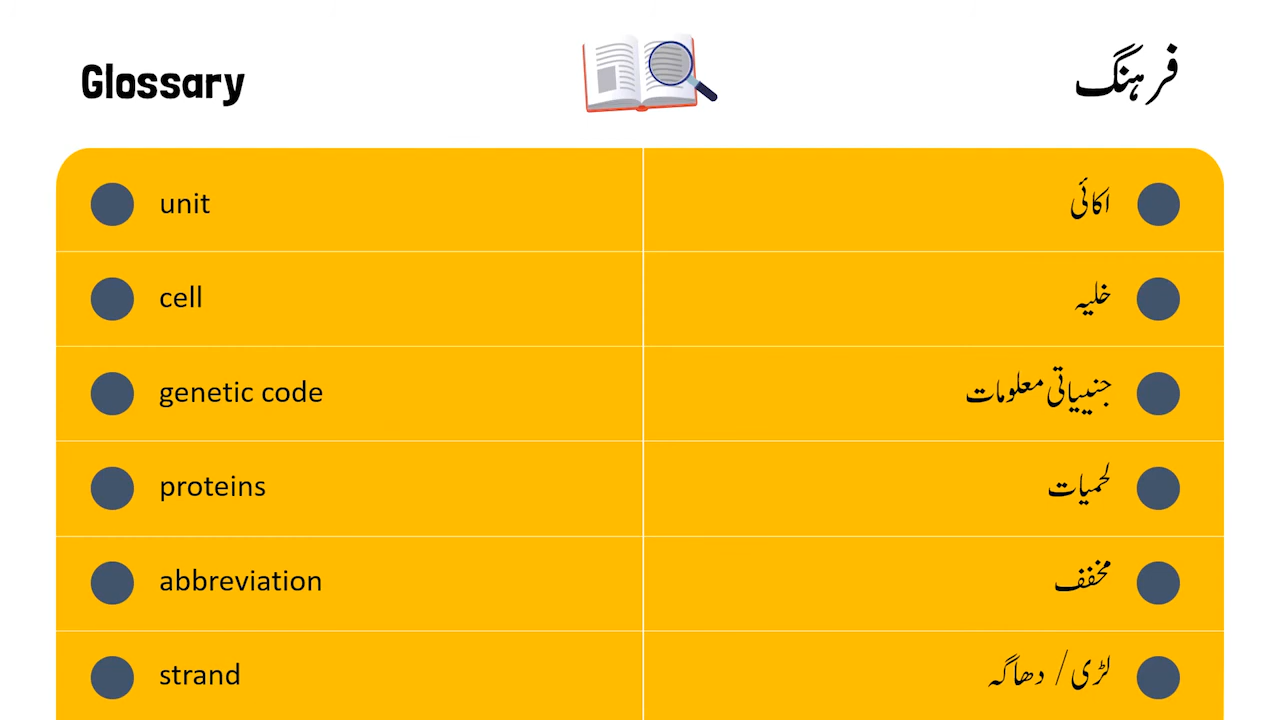 Glossary
فرہنگ
unit
اکائی
cell
خلیہ
genetic code
جنییاتی معلومات
proteins
لحمیات
abbreviation
مخفف
strand
لڑی / دھاگہ